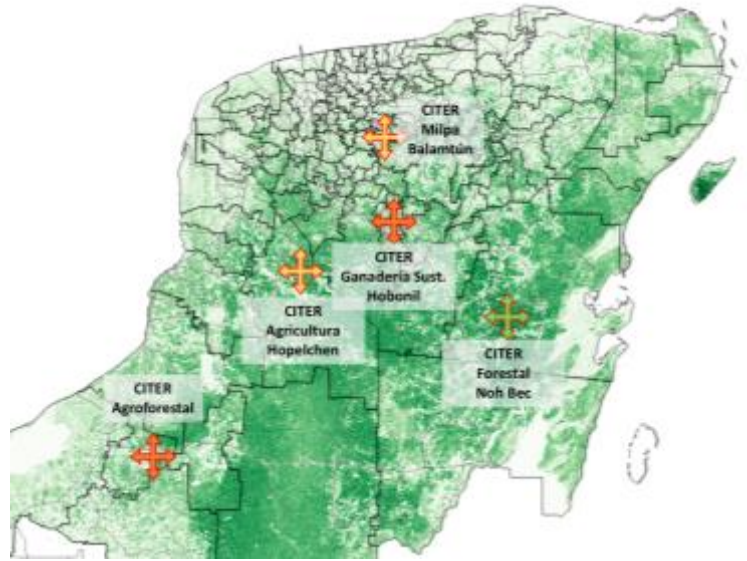 CITER
Milpa
Balamtún
CITER
Ganadería Sust.
Hobonil
CITER
Agricultura
Hopelchen
CITER
Forestal
Noh Bec
CITER
Agroforestal